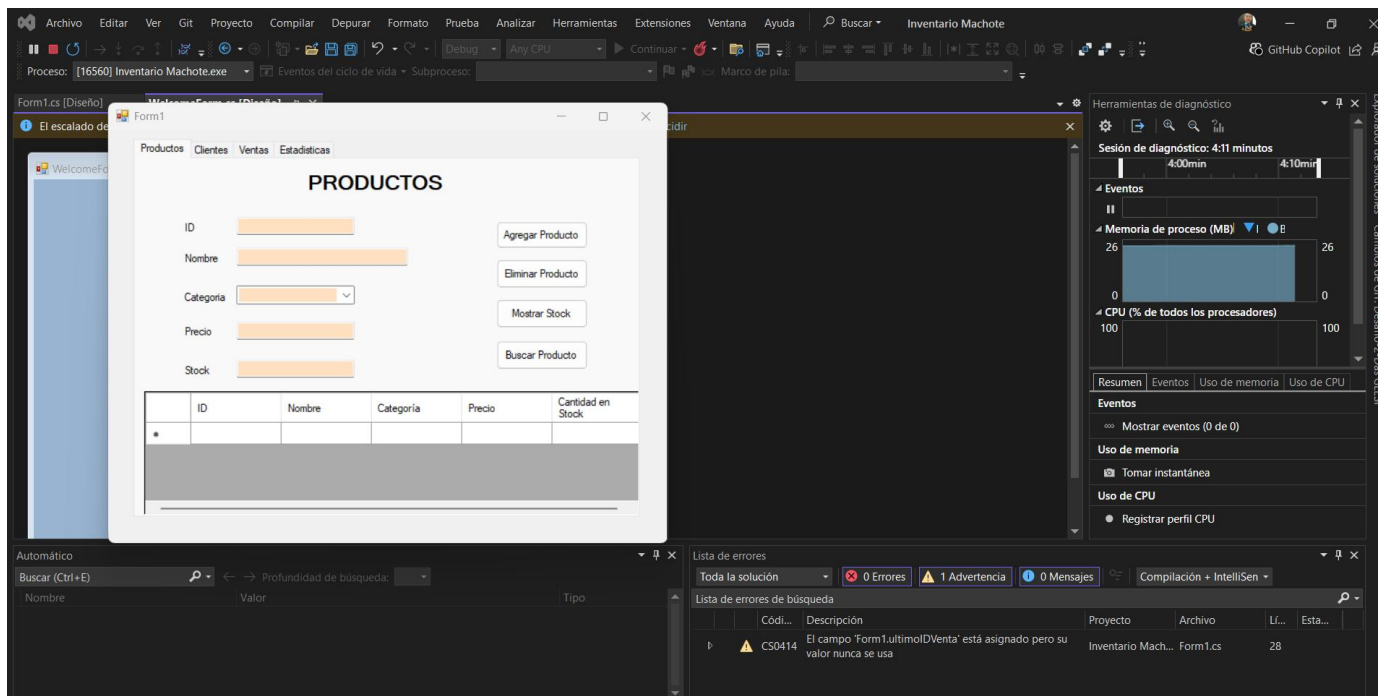 Archivo Editar Ver Git Proyecto Compilar Depurar Formato Prueba Analizar Herramientas Extensiones Ventana Ayuda Buscar Inventario Machote
Debug Any CPU Continuar GitHub Copilot
Proceso: [16560] Inventario Machote.exe Eventos del ciclo de vida Subproceso: Marco de pila:
Form1.cs [Diseño] WelcomeForm.cs [Diseño]
El escalado de
cidir
WelcomeFo
Form1
Productos Clientes Ventas Estadisticas
PRODUCTOS
ID
Nombre
Categoria
Precio
Stock
Agregar Producto
Eliminar Producto
Mostrar Stock
Buscar Producto
ID Nombre Categoría Precio Cantidad en
Stock
Herramientas de diagnóstico
Sesión de diagnóstico: 4:11 minutos
4:00min 4:10min
Eventos
Memoria de proceso (MB)
26 26
0 0
CPU (% de todos los procesadores)
100 100
Resumen Eventos Uso de memoria Uso de CPU
Eventos
Mostrar eventos (0 de 0)
Uso de memoria
Tomar instantánea
Uso de CPU
Registrar perfil CPU
Explorador de soluciones
Automático
Buscar (Ctrl+E) Profundidad de búsqueda:
Nombre Valor Tipo
Lista de errores
Toda la solución 0 Errores 1 Advertencia 0 Mensajes Compilación + IntelliSen
Lista de errores de búsqueda
Códi... Descripción Proyecto Archivo Lí... Esta...
CS0414 El campo 'Form1.ultimoIDVenta' está asignado pero su Inventario Mach... Form1.cs 28
valor nunca se usa